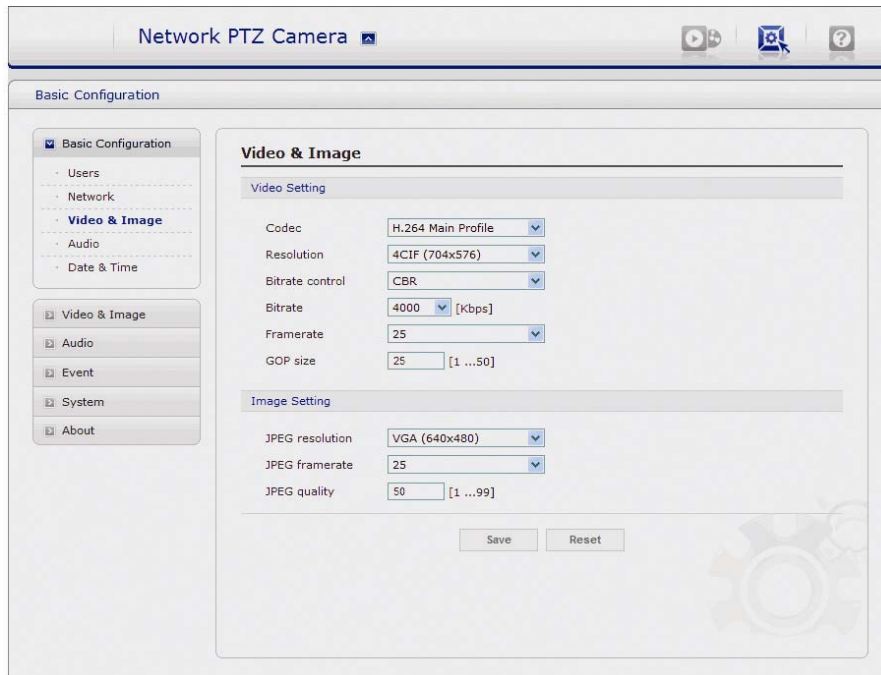 Network PTZ Camera
Basic Configuration
Basic Configuration
Users
Network
Video & Image
Audio
Date & Time
Video & Image
Audio
Event
System
About
Video & Image
Video Setting
Codec H.264 Main Profile
Resolution 4CIF (704x576)
Bitrate control CBR
Bitrate 4000 [Kbps]
Framerate 25
GOP size 25 [1 ...50]
Image Setting
JPEG resolution VGA (640x480)
JPEG framerate 25
JPEG quality 50 [1 ...99]
Save Reset